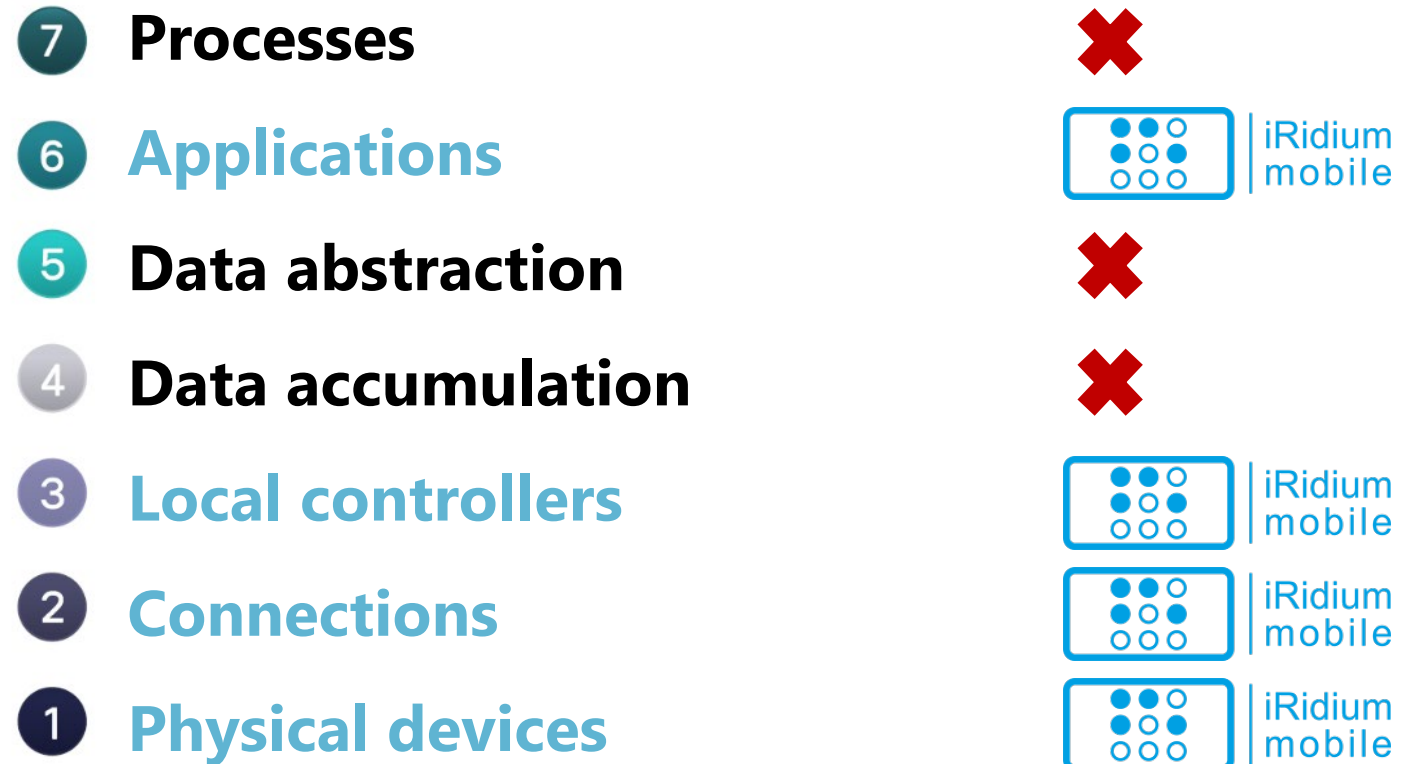 7 Processes
6 Applications
iRidium
mobile
5 Data abstraction
4 Data accumulation
3 Local controllers
iRidium
mobile
2 Connections
iRidium
mobile
1 Physical devices
iRidium
mobile